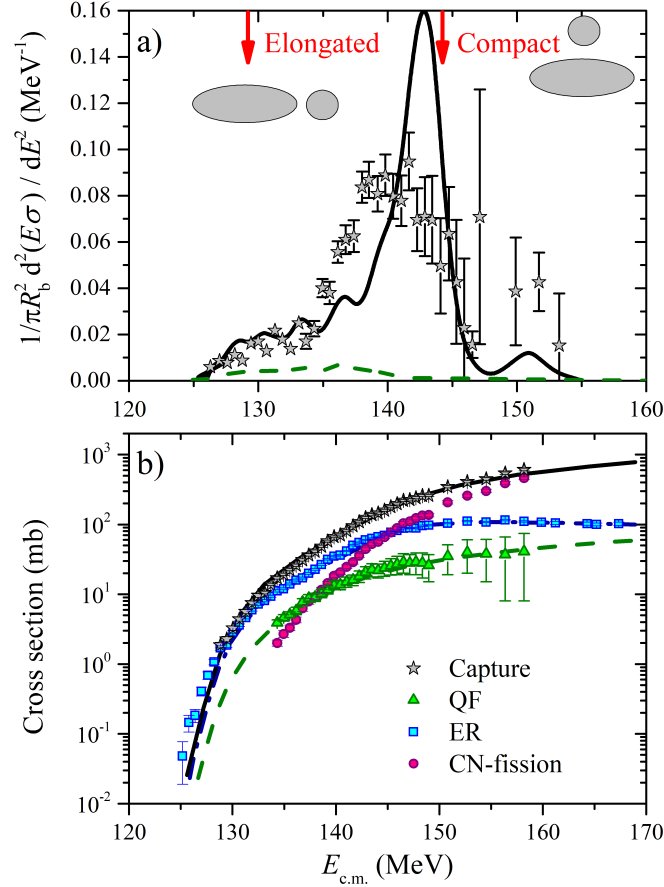 a)
Elongated
Compact
1/πR_b^2 d^2(Eσ) / dE^2 (MeV^-1)
0.16
0.14
0.12
0.10
0.08
0.06
0.04
0.02
0.00
120 130 140 150 160
b)
Cross section (mb)
10^3
10^2
10^1
10^0
10^-1
10^-2
Capture
QF
ER
CN-fission
120 130 140 150 160 170
E_c.m. (MeV)